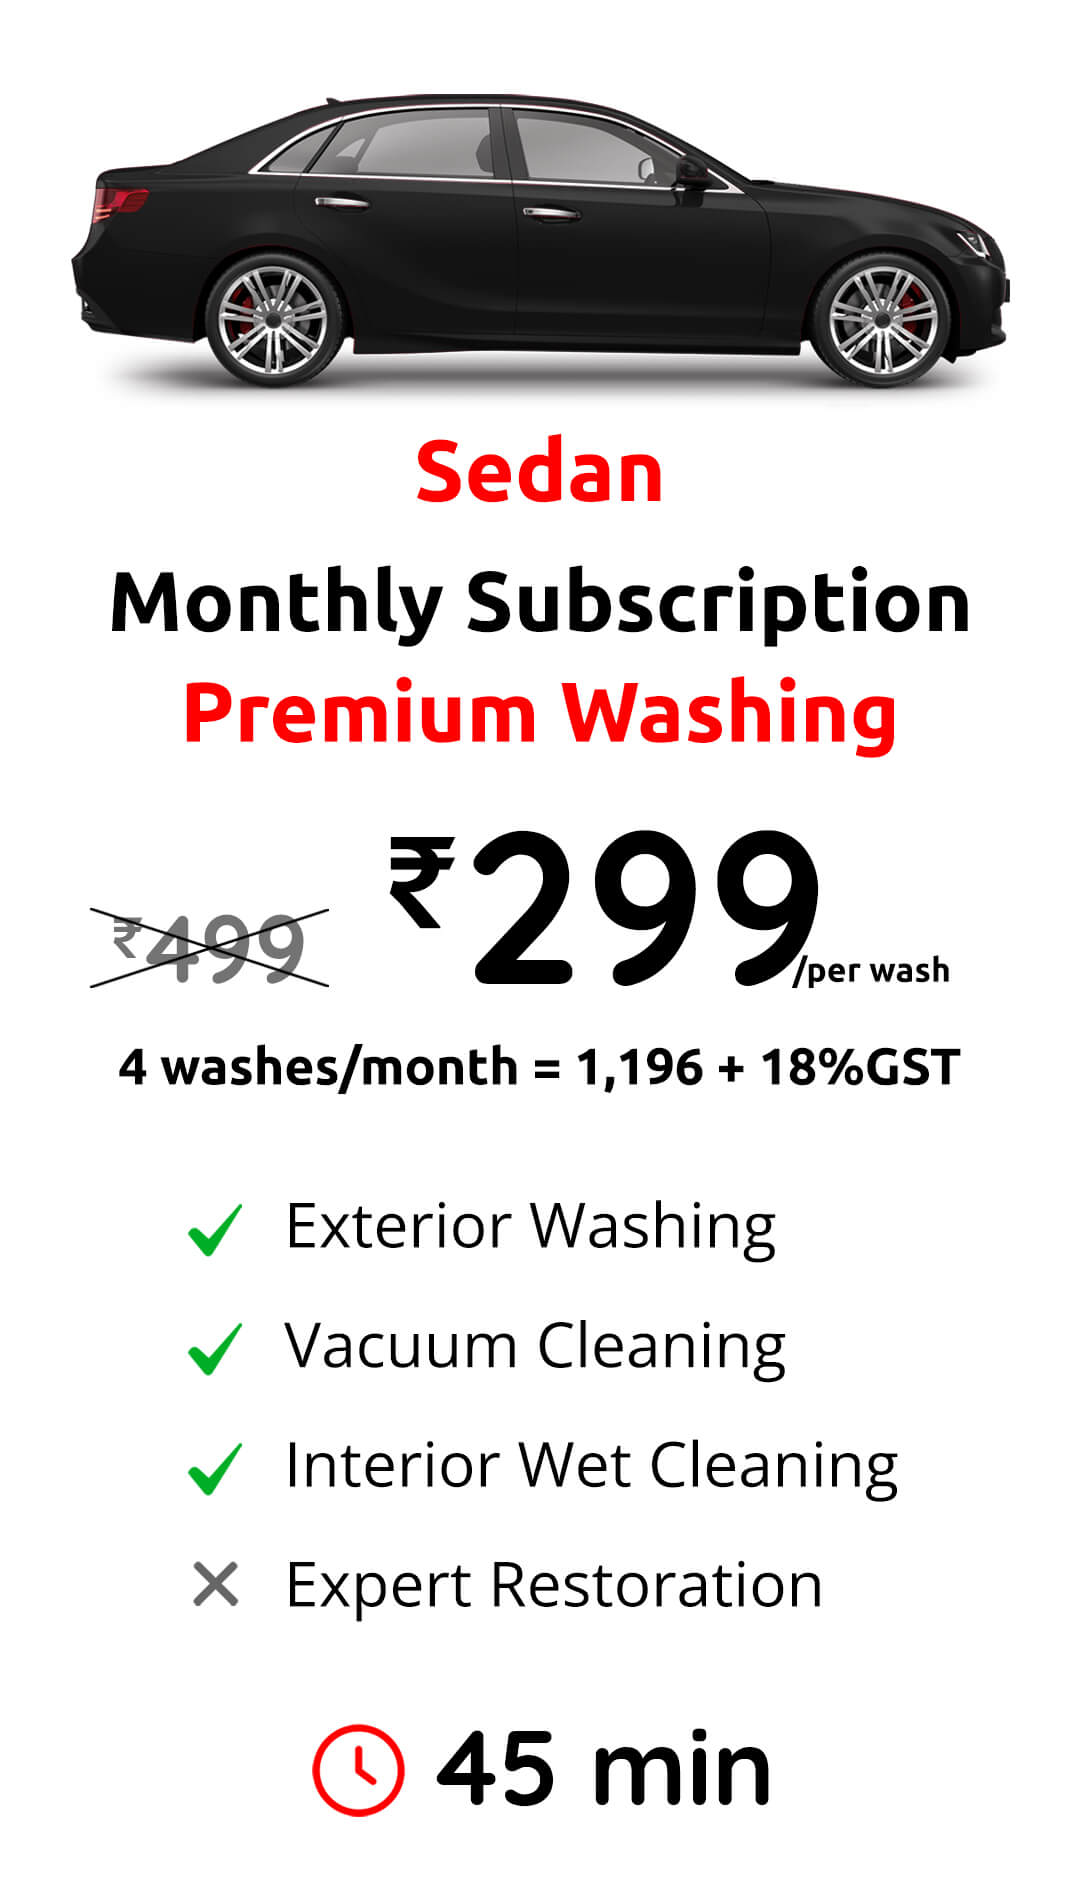 Sedan
Monthly Subscription
Premium Washing
₹499 ₹299/per wash
4 washes/month = 1,196 + 18%GST
Exterior Washing
Vacuum Cleaning
Interior Wet Cleaning
Expert Restoration
45 min